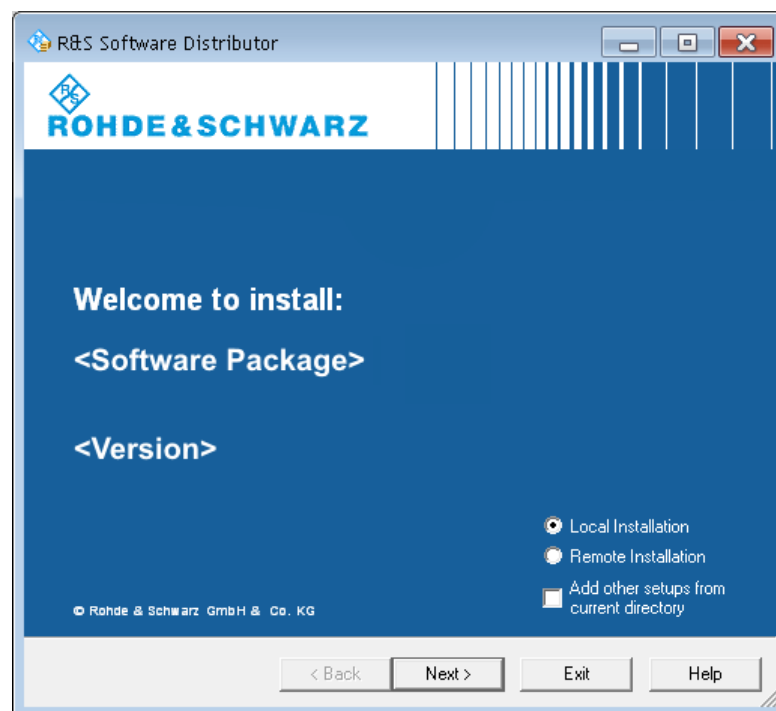 R&S Software Distributor
R&S
ROHDE&SCHWARZ
Welcome to install:
<Software Package>
<Version>
Local Installation
Remote Installation
Add other setups from
current directory
© Rohde & Schwarz GmbH & Co. KG
< Back
Next >
Exit
Help